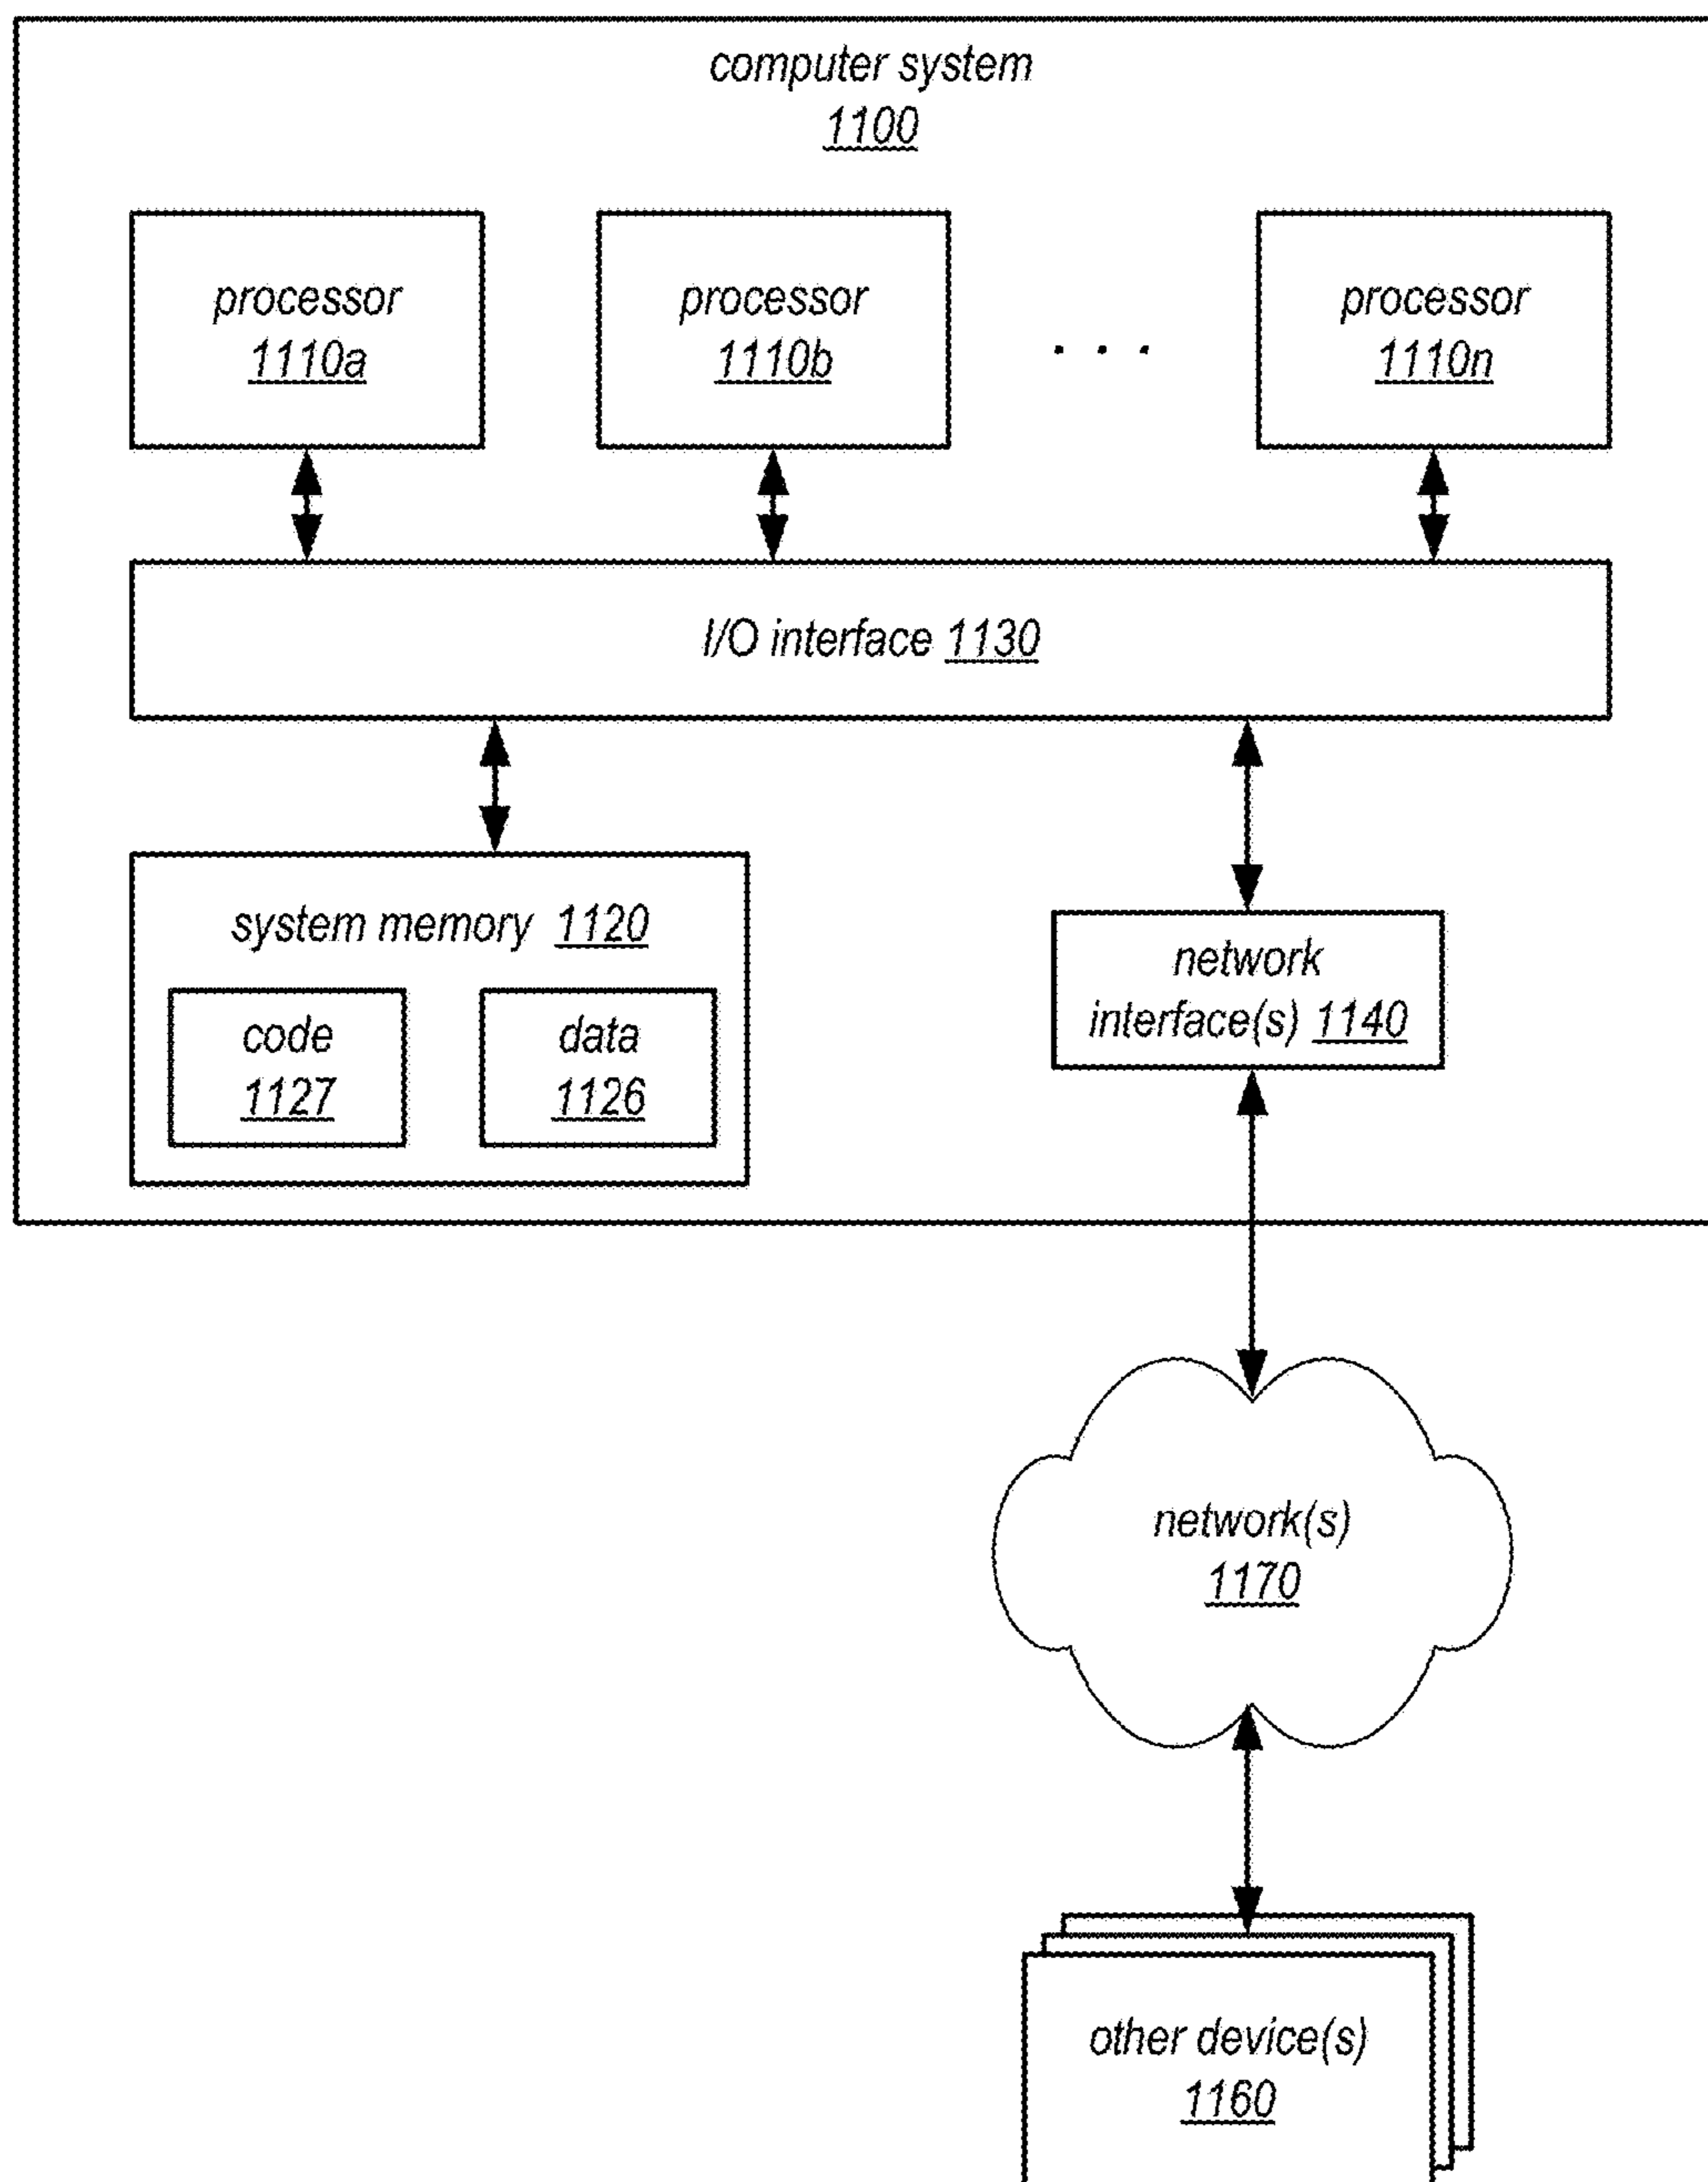 computer system
1100
processor
1110a
processor
1110b
. . .
processor
1110n
I/O interface 1130
system memory 1120
code
1127
data
1126
network
interface(s) 1140
network(s)
1170
other device(s)
1160